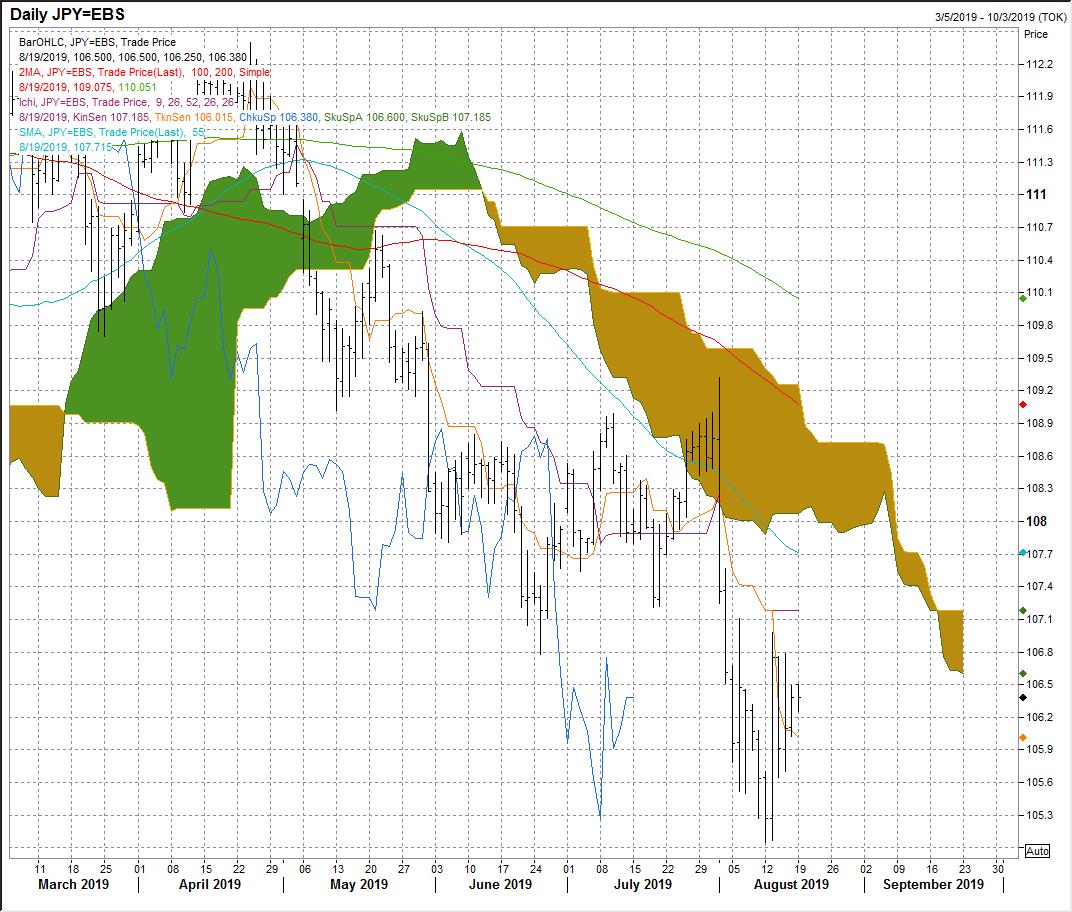 Daily JPY=EBS
3/5/2019 - 10/3/2019 (TOK)
Price
BarOHLC, JPY=EBS, Trade Price
8/19/2019, 106.500, 106.500, 106.250, 106.380
2MA, JPY=EBS, Trade Price(Last),  100, 200, Simple
8/19/2019, 109.075, 110.051
Ichi, JPY=EBS, Trade Price,  9, 26, 52, 26, 26
8/19/2019, KinSen 107.185, TknSen 106.015, ChkuSp 106.380, SkuSpA 106.600, SkuSpB 107.185
SMA, JPY=EBS, Trade Price(Last),  55
8/19/2019, 107.715
112.2
111.9
111.6
111.3
111
110.7
110.4
110.1
109.8
109.5
109.2
108.9
108.6
108.3
108
107.7
107.4
107.1
106.8
106.5
106.2
105.9
105.6
105.3
Auto
11 18 25 01 08 15 22 29 06 13 20 27 03 10 17 24 01 08 15 22 29 05 12 19 26 02 09 16 23 30
March 2019 April 2019 May 2019 June 2019 July 2019 August 2019 September 2019